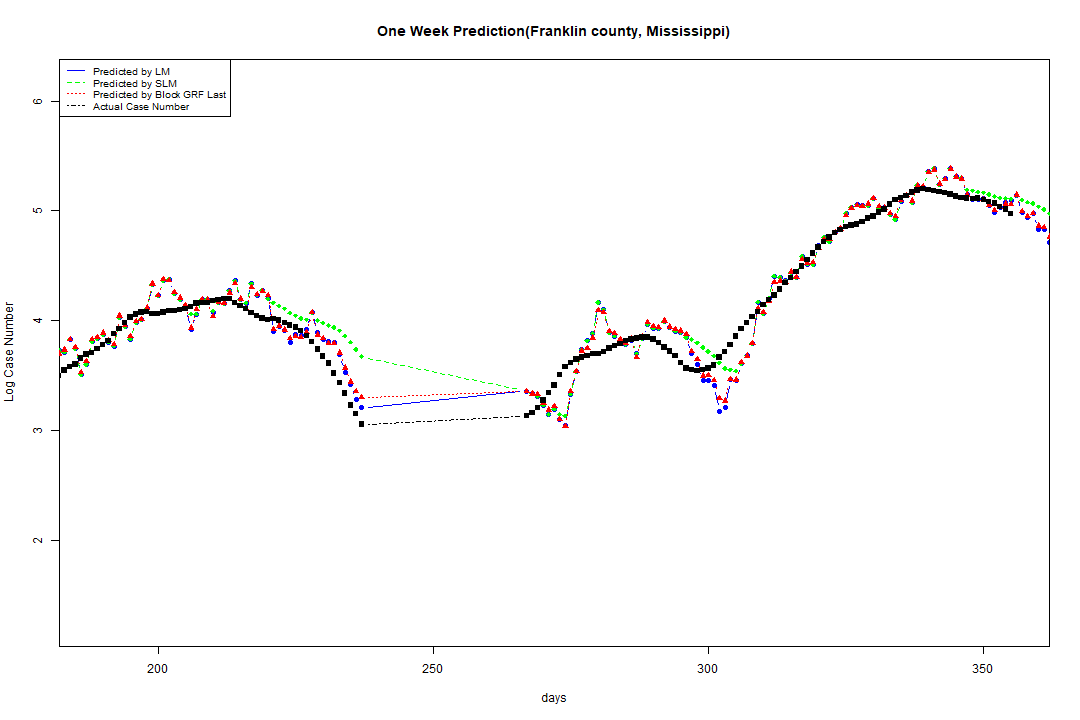 One Week Prediction(Franklin county, Mississippi)
Predicted by LM
Predicted by SLM
Predicted by Block GRF Last
Actual Case Number
6
5
4
3
2
Log Case Number
200 250 300 350
days